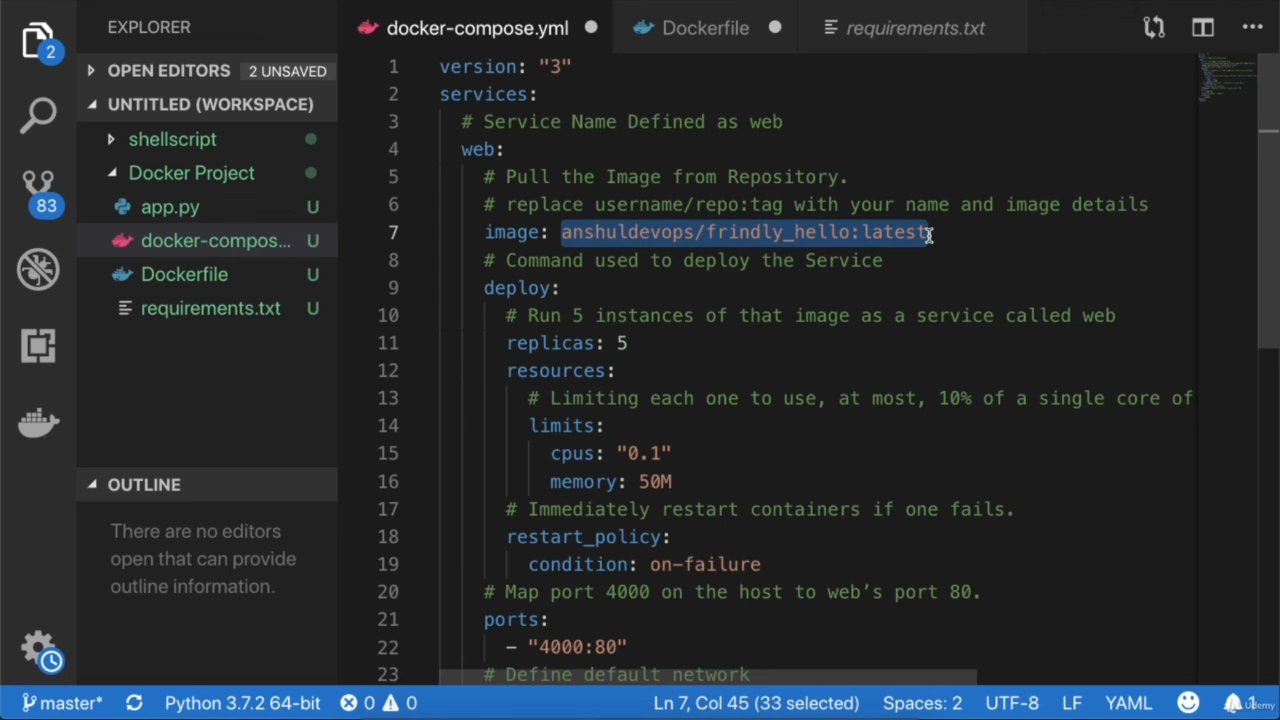 EXPLORER
docker-compose.yml
Dockerfile
requirements.txt
2
OPEN EDITORS 2 UNSAVED
UNTITLED (WORKSPACE)
shellscript
Docker Project
app.py U
docker-compos... U
Dockerfile U
requirements.txt U
83
OUTLINE
There are no editors
open that can provide
outline information.
1 version: "3"
2 services:
3 # Service Name Defined as web
4 web:
5 # Pull the Image from Repository.
6 # replace username/repo:tag with your name and image details
7 image: anshuldevops/frindly_hello:latest
8 # Command used to deploy the Service
9 deploy:
10 # Run 5 instances of that image as a service called web
11 replicas: 5
12 resources:
13 # Limiting each one to use, at most, 10% of a single core of
14 limits:
15 cpus: "0.1"
16 memory: 50M
17 # Immediately restart containers if one fails.
18 restart_policy:
19 condition: on-failure
20 # Map port 4000 on the host to web’s port 80.
21 ports:
22 - "4000:80"
23 # Define default network
master* Python 3.7.2 64-bit 0 0 Ln 7, Col 45 (33 selected) Spaces: 2 UTF-8 LF YAML 1
Udemy